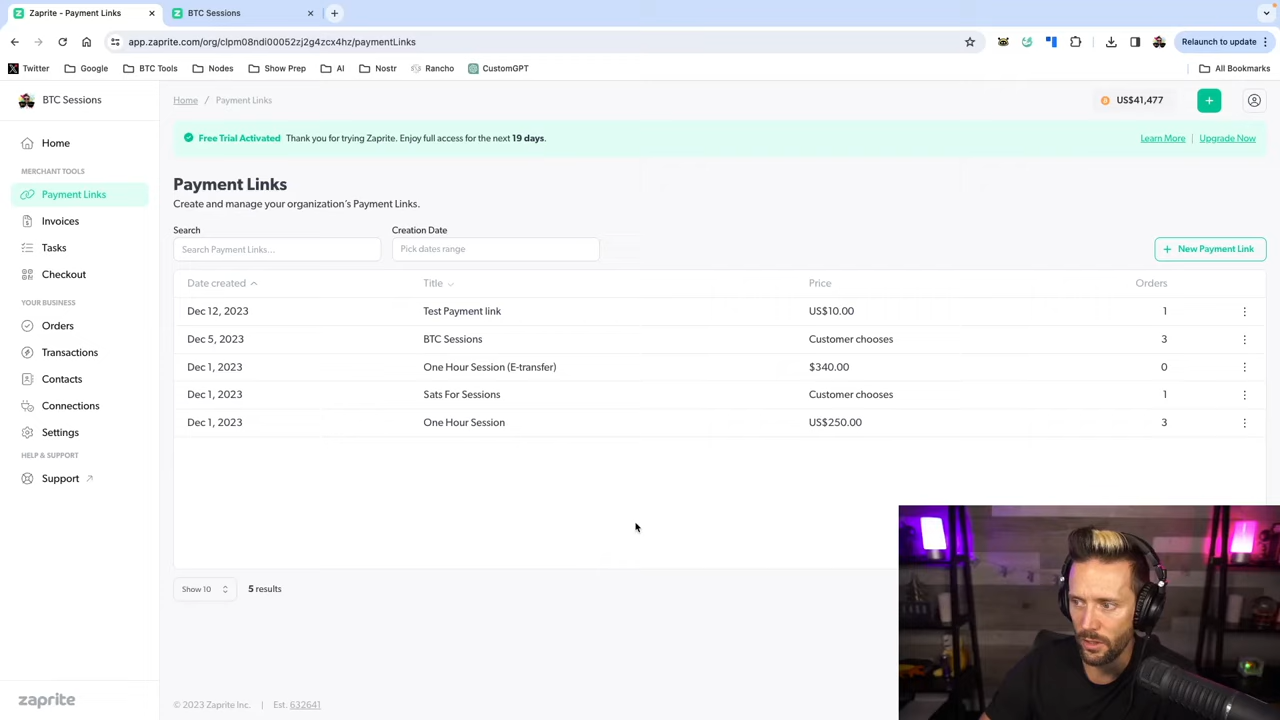 Zaprite - Payment Links
BTC Sessions
app.zaprite.com/org/clpm08ndi00052zj2g4zcx4hz/paymentLinks
Relaunch to update
Twitter
Google
BTC Tools
Nodes
Show Prep
AI
Nostr
Rancho
CustomGPT
All Bookmarks
BTC Sessions
Home / Payment Links
US$41,477
Free Trial Activated Thank you for trying Zaprite. Enjoy full access for the next 19 days.
Learn More | Upgrade Now
Home
MERCHANT TOOLS
Payment Links
Invoices
Tasks
Checkout
YOUR BUSINESS
Orders
Transactions
Contacts
Connections
Settings
HELP & SUPPORT
Support
zaprite
Payment Links
Create and manage your organization's Payment Links.
Search
Creation Date
Search Payment Links...
Pick dates range
+ New Payment Link
Date created Title Price Orders
Dec 12, 2023 Test Payment link US$10.00 1
Dec 5, 2023 BTC Sessions Customer chooses 3
Dec 1, 2023 One Hour Session (E-transfer) $340.00 0
Dec 1, 2023 Sats For Sessions Customer chooses 1
Dec 1, 2023 One Hour Session US$250.00 3
Show 10
5 results
© 2023 Zaprite Inc. | Est. 632641